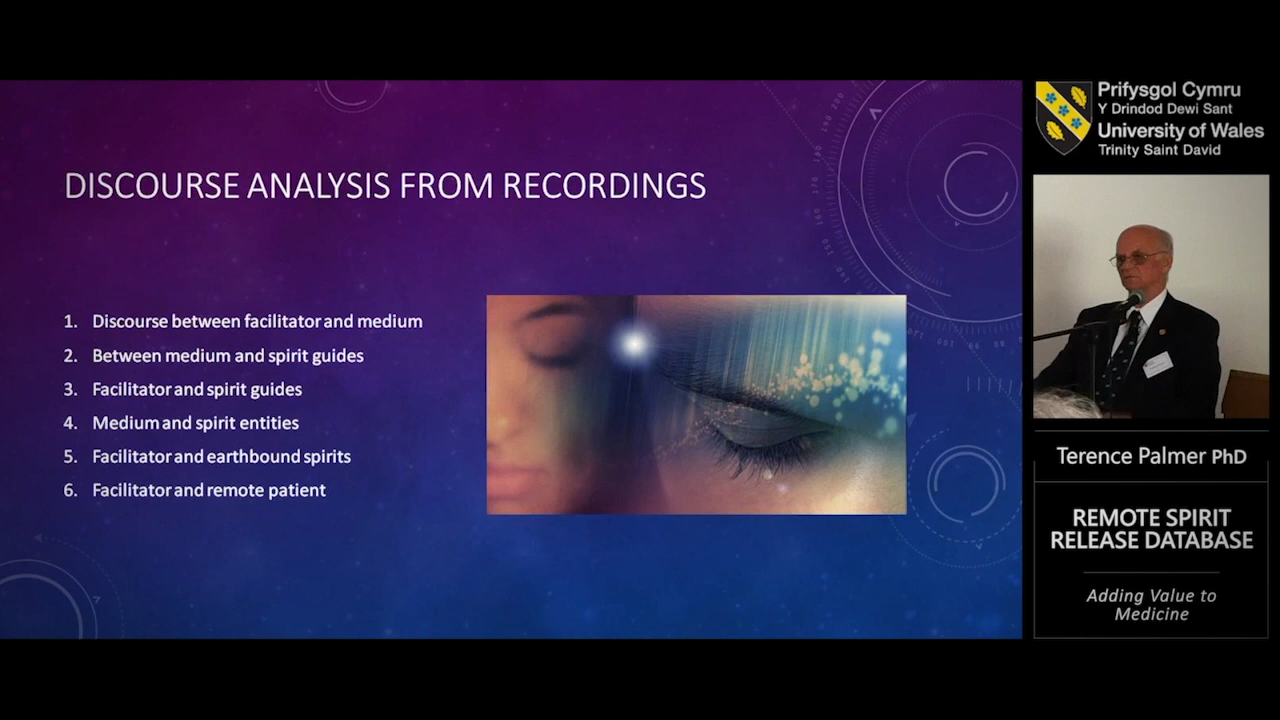 DISCOURSE ANALYSIS FROM RECORDINGS
1. Discourse between facilitator and medium
2. Between medium and spirit guides
3. Facilitator and spirit guides
4. Medium and spirit entities
5. Facilitator and earthbound spirits
6. Facilitator and remote patient
Prifysgol Cymru
Y Drindod Dewi Sant
University of Wales
Trinity Saint David
Terence Palmer PhD
REMOTE SPIRIT
RELEASE DATABASE
Adding Value to
Medicine